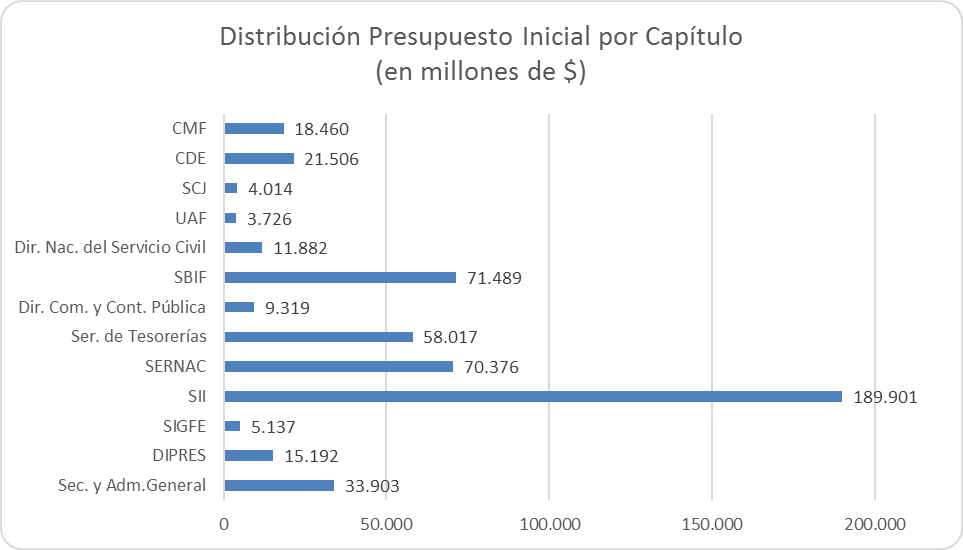 Distribución Presupuesto Inicial por Capítulo
(en millones de $)
CMF 18.460
CDE 21.506
SCJ 4.014
UAF 3.726
Dir. Nac. del Servicio Civil 11.882
SBIF 71.489
Dir. Com. y Cont. Pública 9.319
Ser. de Tesorerías 58.017
SERNAC 70.376
SII 189.901
SIGFE 5.137
DIPRES 15.192
Sec. y Adm.General 33.903
0 50.000 100.000 150.000 200.000